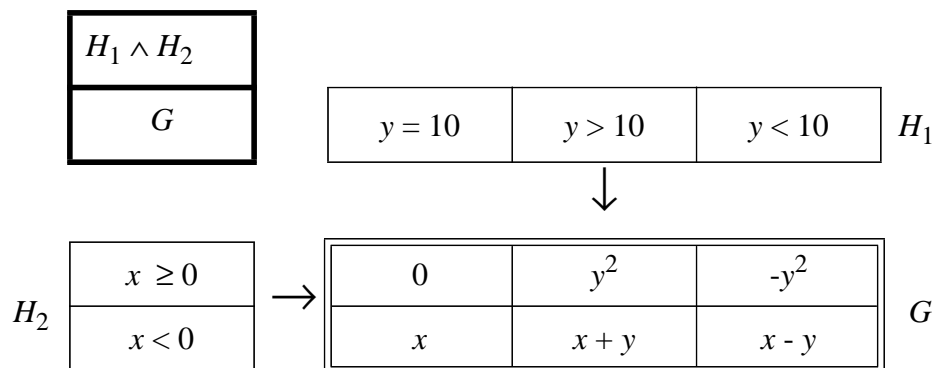 H₁ ∧ H₂
G
y = 10 y > 10 y < 10 H₁
x ≥ 0 0 y² -y²
H₂ G
x < 0 x x + y x - y